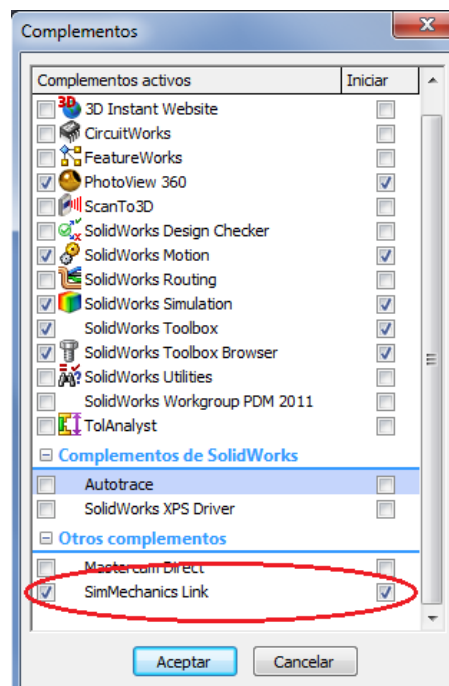 Complementos
Complementos activos Iniciar
3D Instant Website
CircuitWorks
FeatureWorks
PhotoView 360
ScanTo3D
SolidWorks Design Checker
SolidWorks Motion
SolidWorks Routing
SolidWorks Simulation
SolidWorks Toolbox
SolidWorks Toolbox Browser
SolidWorks Utilities
SolidWorks Workgroup PDM 2011
TolAnalyst
Complementos de SolidWorks
Autotrace
SolidWorks XPS Driver
Otros complementos
Mastercam Direct
SimMechanics Link
Aceptar Cancelar